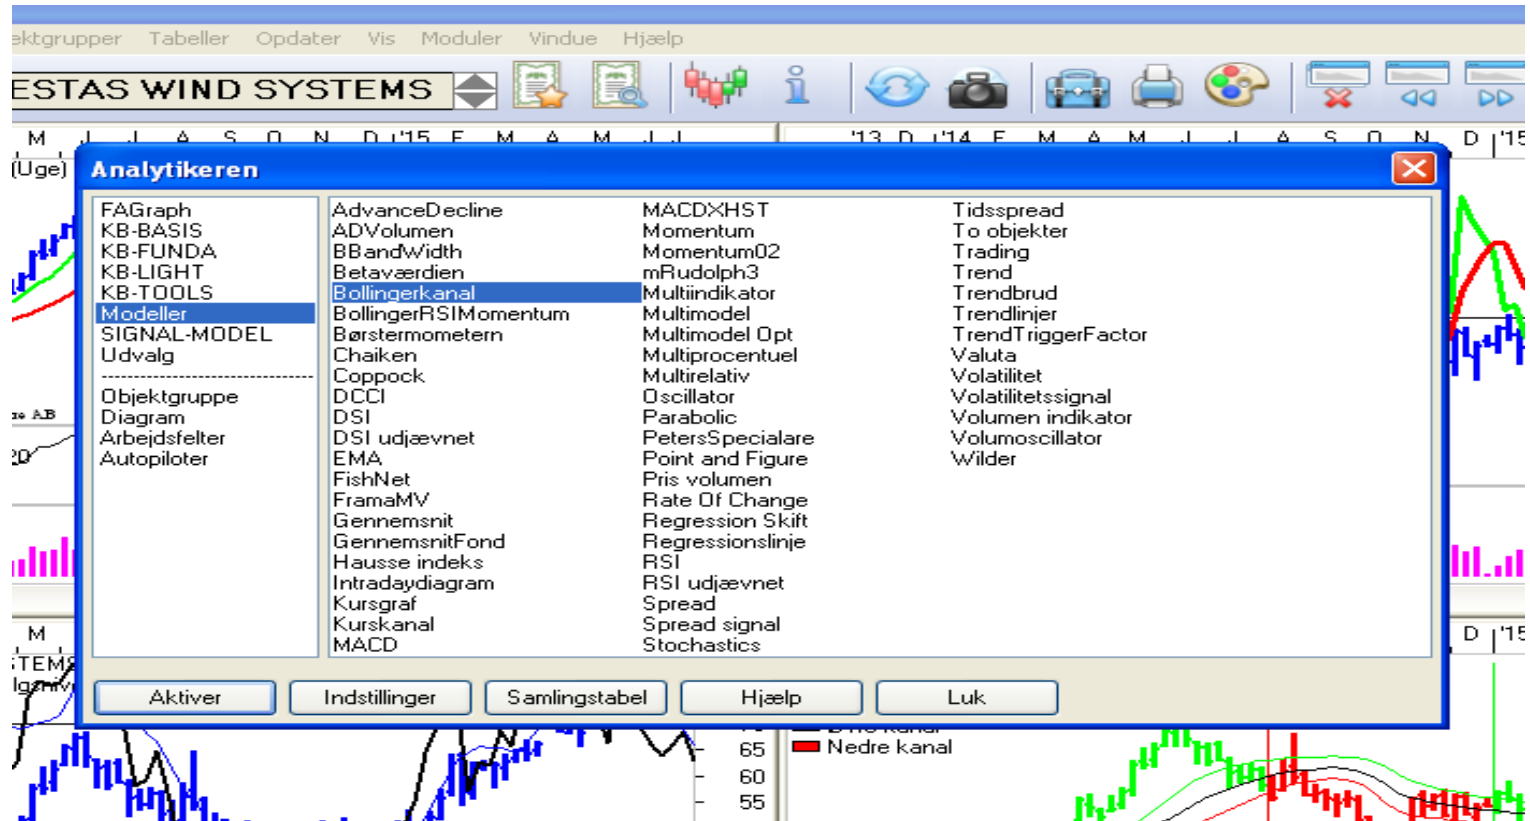 ektgrupper Tabeller Opdater Vis Moduler Vindue Hjælp
ESTAS WIND SYSTEMS
M J J A S O N D '15 F M A M J J
'13 D '14 F M A M J J A S O N D '15
(Uge)
Analytikeren
FAGraph
KB-BASIS
KB-FUNDA
KB-LIGHT
KB-TOOLS
Modeller
SIGNAL-MODEL
Udvalg
Objektgruppe
Diagram
Arbejdsfelter
Autopiloter
AdvanceDecline
ADVolumen
BBandWidth
Betaværdien
Bollingerkanal
BollingerRSIMomentum
Børstermometern
Chaiken
Coppock
DCCI
DSI
DSI udjævnet
EMA
FishNet
FramaMV
Gennemsnit
GennemsnitFond
Hausse indeks
Intradaydiagram
Kursgraf
Kurskanal
MACD
MACDXHST
Momentum
Momentum02
mRudolph3
Multiindikator
Multimodel
Multimodel Opt
Multiprocentuel
Multirelativ
Oscillator
Parabolic
PetersSpecialare
Point and Figure
Pris volumen
Rate Of Change
Regression Skift
Regressionslinje
RSI
RSI udjævnet
Spread
Spread signal
Stochastics
Tidsspread
To objekter
Trading
Trend
Trendbrud
Trendlinjer
TrendTriggerFactor
Valuta
Volatilitet
Volatilitetssignal
Volumen indikator
Volumoscillator
Wilder
AB
20
M
D '15
TEMS
Aktiver Indstillinger Samlingstabel Hjælp Luk
65
60
55
Nedre kanal